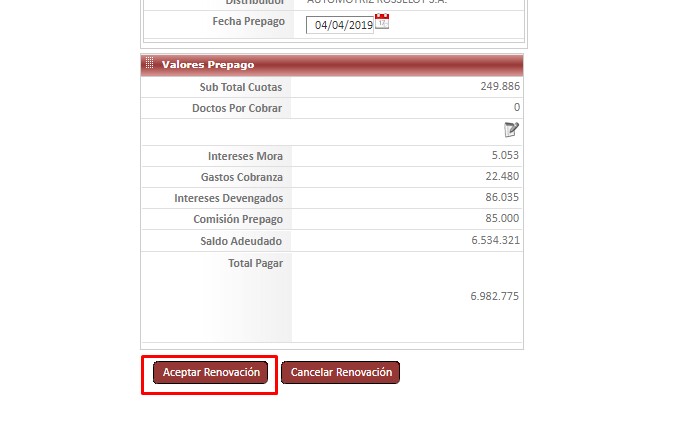 Distribuidor AUTOMOTRIZ ROSSELOT S.A.
Fecha Prepago 04/04/2019
Valores Prepago
Sub Total Cuotas 249.886
Doctos Por Cobrar 0
Intereses Mora 5.053
Gastos Cobranza 22.480
Intereses Devengados 86.035
Comisión Prepago 85.000
Saldo Adeudado 6.534.321
Total Pagar
6.982.775
Aceptar Renovación Cancelar Renovación